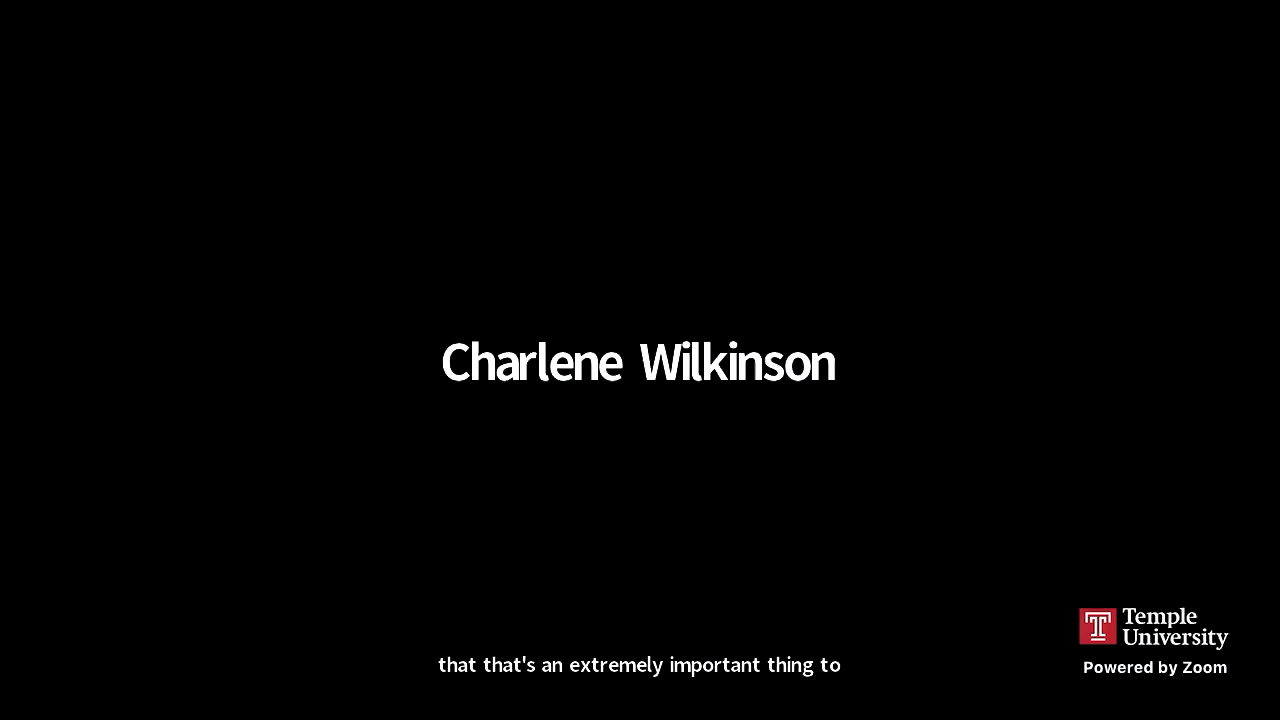 Charlene Wilkinson
Temple
University
that that's an extremely important thing to
Powered by Zoom